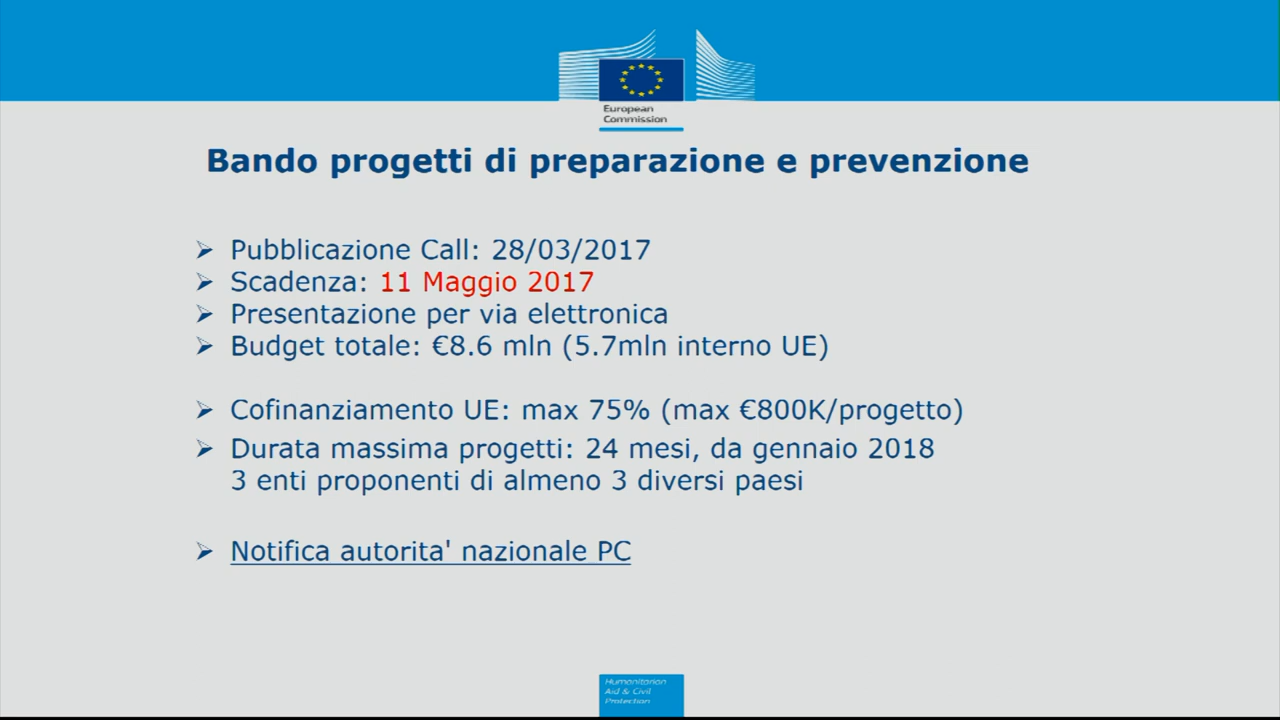 European
Commission
Bando progetti di preparazione e prevenzione
Pubblicazione Call: 28/03/2017
Scadenza: 11 Maggio 2017
Presentazione per via elettronica
Budget totale: €8.6 mln (5.7mln interno UE)
Cofinanziamento UE: max 75% (max €800K/progetto)
Durata massima progetti: 24 mesi, da gennaio 2018
3 enti proponenti di almeno 3 diversi paesi
Notifica autorita' nazionale PC
Humanitarian
Aid & Civil
Protection